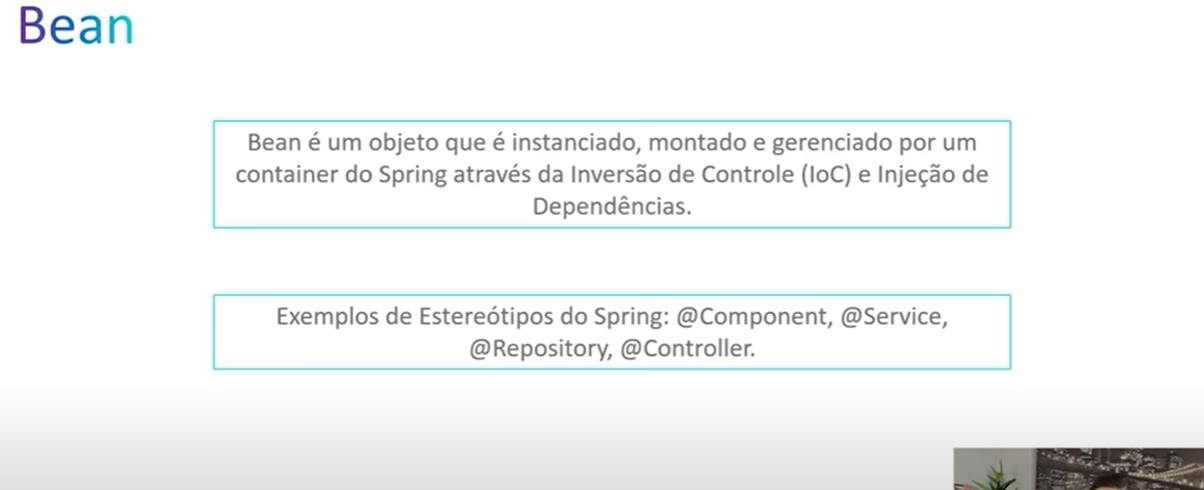 Bean
Bean é um objeto que é instanciado, montado e gerenciado por um
container do Spring através da Inversão de Controle (IoC) e Injeção de
Dependências.
Exemplos de Estereótipos do Spring: @Component, @Service,
@Repository, @Controller.